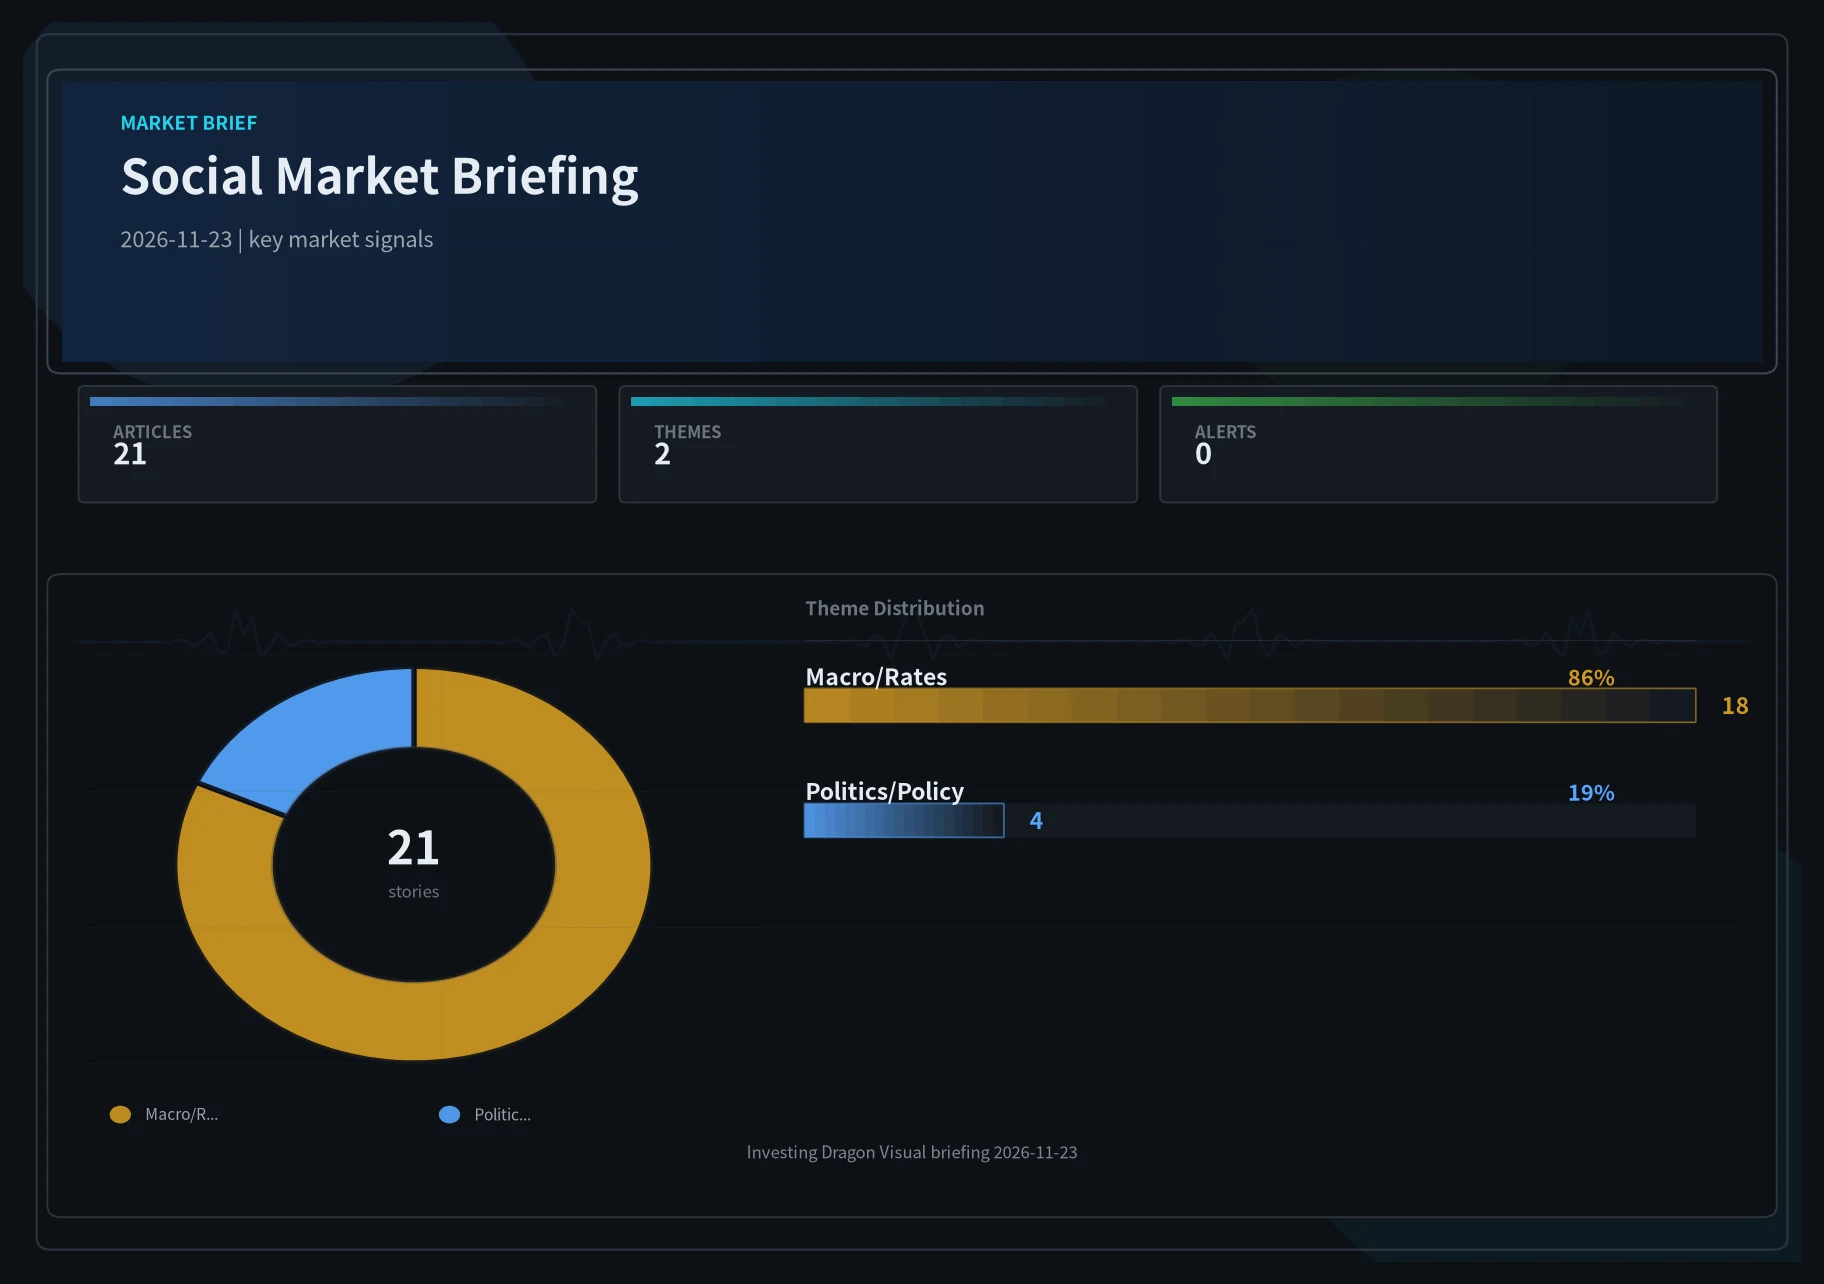 MARKET BRIEF
Social Market Briefing
2026-11-23 | key market signals
ARTICLES
21
THEMES
2
ALERTS
0
Theme Distribution
Macro/Rates
86%
18
Politics/Policy
19%
4
21
stories
Macro/R...
Politic...
Investing Dragon Visual briefing 2026-11-23